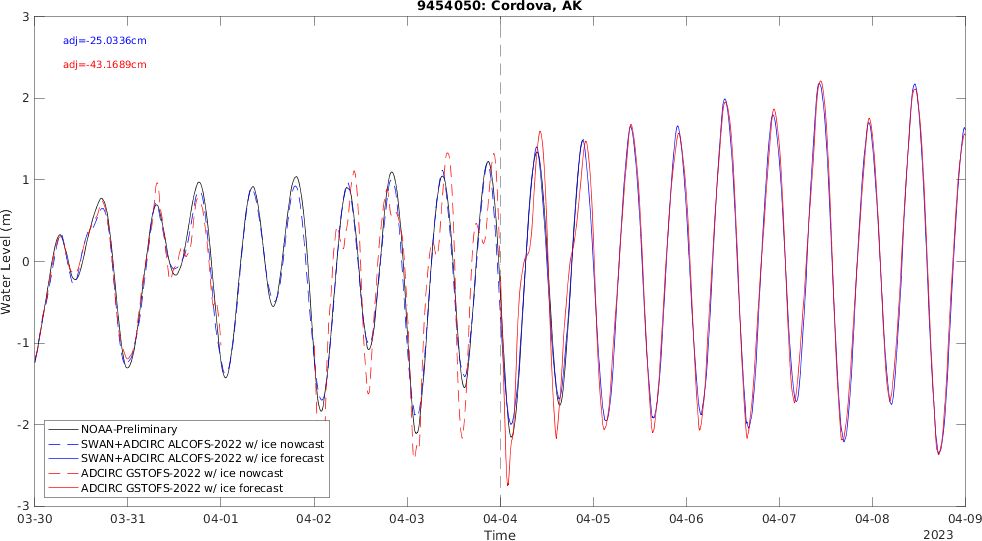 9454050: Cordova, AK
adj=-25.0336cm
adj=-43.1689cm
3
2
1
0
-1
-2
-3
Water Level (m)
NOAA-Preliminary
SWAN+ADCIRC ALCOFS-2022 w/ ice nowcast
SWAN+ADCIRC ALCOFS-2022 w/ ice forecast
ADCIRC GSTOFS-2022 w/ ice nowcast
ADCIRC GSTOFS-2022 w/ ice forecast
03-30 03-31 04-01 04-02 04-03 04-04 04-05 04-06 04-07 04-08 04-09
Time
2023